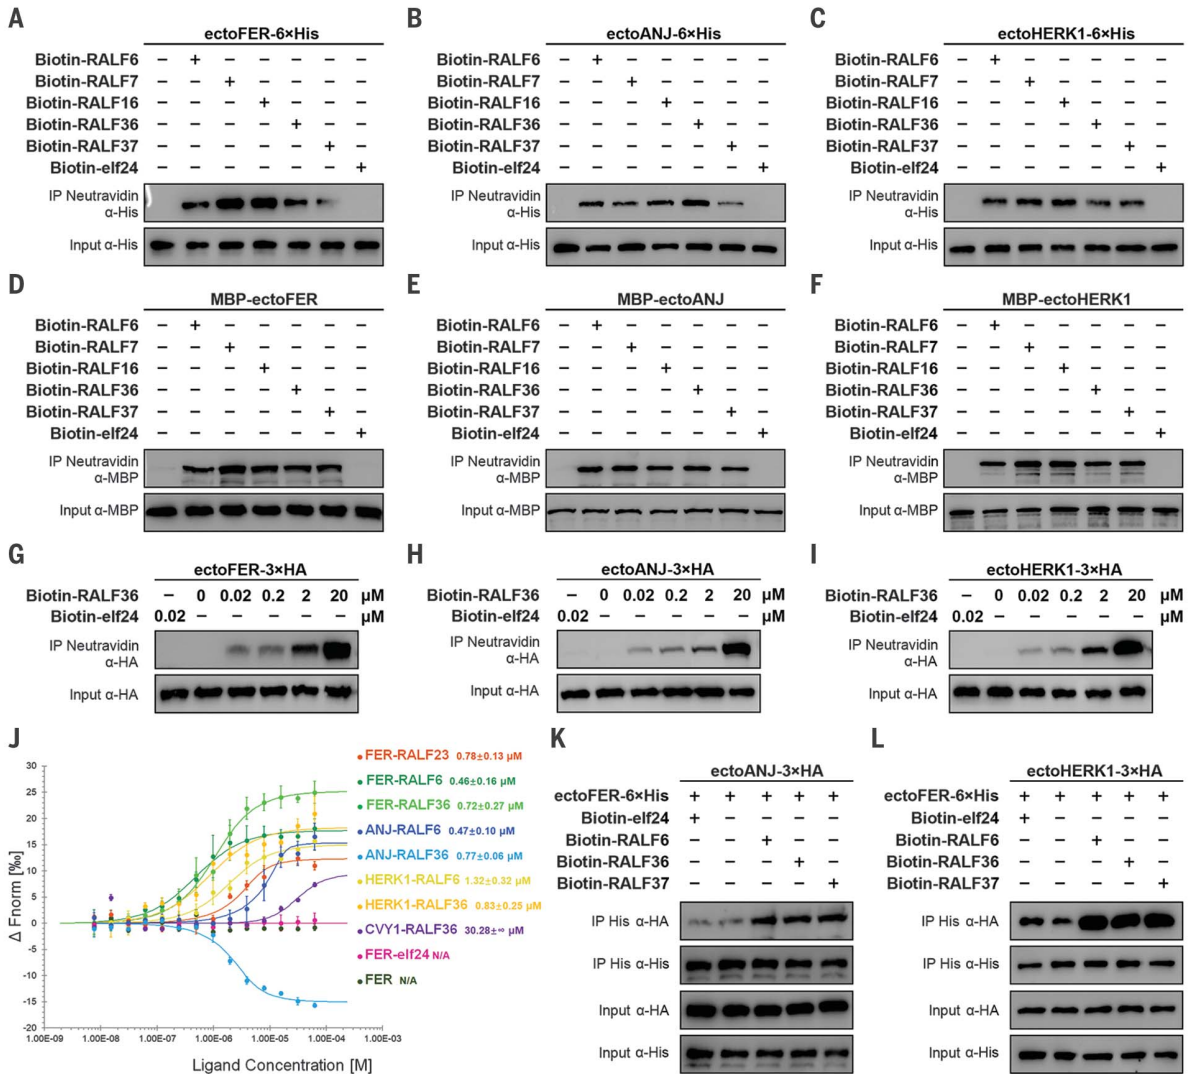 A
ectoFER-6×His
Biotin-RALF6 – + – – – – –
Biotin-RALF7 – – + – – – –
Biotin-RALF16 – – – + – – –
Biotin-RALF36 – – – – + – –
Biotin-RALF37 – – – – – + –
Biotin-elf24 – – – – – – +
IP Neutravidin
α-His
Input α-His
B
ectoANJ-6×His
Biotin-RALF6 – + – – – – –
Biotin-RALF7 – – + – – – –
Biotin-RALF16 – – – + – – –
Biotin-RALF36 – – – – + – –
Biotin-RALF37 – – – – – + –
Biotin-elf24 – – – – – – +
IP Neutravidin
α-His
Input α-His
C
ectoHERK1-6×His
Biotin-RALF6 – + – – – – –
Biotin-RALF7 – – + – – – –
Biotin-RALF16 – – – + – – –
Biotin-RALF36 – – – – + – –
Biotin-RALF37 – – – – – + –
Biotin-elf24 – – – – – – +
IP Neutravidin
α-His
Input α-His
D
MBP-ectoFER
Biotin-RALF6 – + – – – – –
Biotin-RALF7 – – + – – – –
Biotin-RALF16 – – – + – – –
Biotin-RALF36 – – – – + – –
Biotin-RALF37 – – – – – + –
Biotin-elf24 – – – – – – +
IP Neutravidin
α-MBP
Input α-MBP
E
MBP-ectoANJ
Biotin-RALF6 – + – – – – –
Biotin-RALF7 – – + – – – –
Biotin-RALF16 – – – + – – –
Biotin-RALF36 – – – – + – –
Biotin-RALF37 – – – – – + –
Biotin-elf24 – – – – – – +
IP Neutravidin
α-MBP
Input α-MBP
F
MBP-ectoHERK1
Biotin-RALF6 – + – – – – –
Biotin-RALF7 – – + – – – –
Biotin-RALF16 – – – + – – –
Biotin-RALF36 – – – – + – –
Biotin-RALF37 – – – – – + –
Biotin-elf24 – – – – – – +
IP Neutravidin
α-MBP
Input α-MBP
G
ectoFER-3×HA
Biotin-RALF36 – 0 0.02 0.2 2 20 μM
Biotin-elf24 0.02 – – – – – μM
IP Neutravidin
α-HA
Input α-HA
H
ectoANJ-3×HA
Biotin-RALF36 – 0 0.02 0.2 2 20 μM
Biotin-elf24 0.02 – – – – – μM
IP Neutravidin
α-HA
Input α-HA
I
ectoHERK1-3×HA
Biotin-RALF36 – 0 0.02 0.2 2 20 μM
Biotin-elf24 0.02 – – – – – μM
IP Neutravidin
α-HA
Input α-HA
J
Δ Fnorm [‰]
30
25
20
15
10
5
0
-5
-10
-15
-20
1.00E-09 1.00E-08 1.00E-07 1.00E-06 1.00E-05 1.00E-04 1.00E-03
Ligand Concentration [M]
FER-RALF23 0.78±0.13 μM
FER-RALF6 0.46±0.16 μM
FER-RALF36 0.72±0.27 μM
ANJ-RALF6 0.47±0.10 μM
ANJ-RALF36 0.77±0.06 μM
HERK1-RALF6 1.32±0.32 μM
HERK1-RALF36 0.83±0.25 μM
CVY1-RALF36 30.28±∞ μM
FER-elf24 N/A
FER N/A
K
ectoANJ-3×HA
ectoFER-6×His + + + + +
Biotin-elf24 + – – – –
Biotin-RALF6 – – + – –
Biotin-RALF36 – – – + –
Biotin-RALF37 – – – – +
IP His α-HA
IP His α-His
Input α-HA
Input α-His
L
ectoHERK1-3×HA
ectoFER-6×His + + + + +
Biotin-elf24 + – – – –
Biotin-RALF6 – – + – –
Biotin-RALF36 – – – + –
Biotin-RALF37 – – – – +
IP His α-HA
IP His α-His
Input α-HA
Input α-His